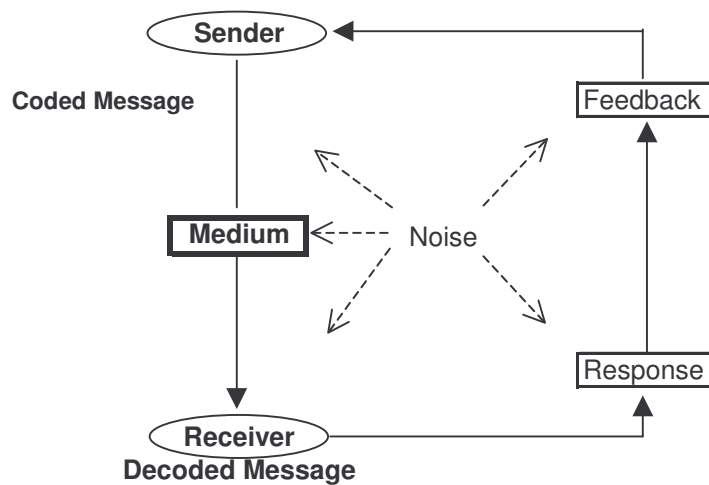 Sender
Coded Message
Feedback
Medium
Noise
Response
Receiver
Decoded Message